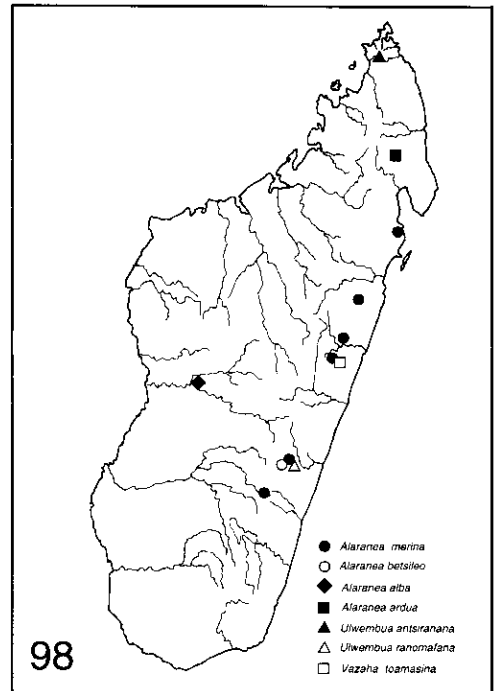 Alaranea merina
Alaranea betsileo
Alaranea alba
Alaranea ardua
Ulwembua antsiranana
Ulwembua ranomafana
Vazaha toamasina
98